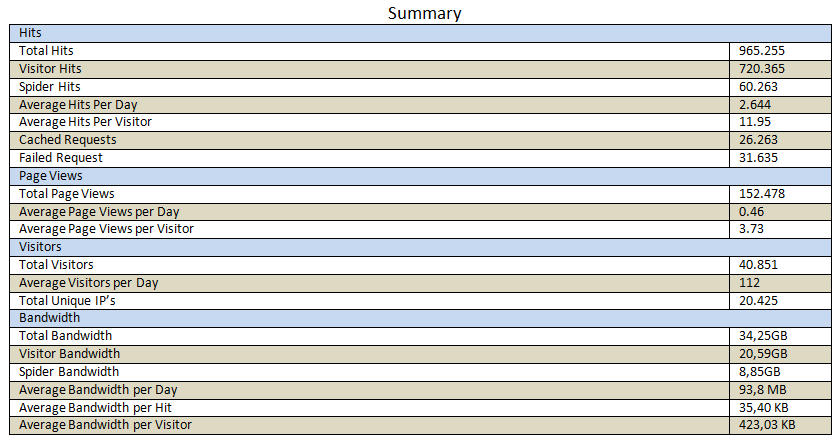 Summary
Hits
Total Hits 965.255
Visitor Hits 720.365
Spider Hits 60.263
Average Hits Per Day 2.644
Average Hits Per Visitor 11.95
Cached Requests 26.263
Failed Request 31.635
Page Views
Total Page Views 152.478
Average Page Views per Day 0.46
Average Page Views per Visitor 3.73
Visitors
Total Visitors 40.851
Average Visitors per Day 112
Total Unique IP’s 20.425
Bandwidth
Total Bandwidth 34,25GB
Visitor Bandwidth 20,59GB
Spider Bandwidth 8,85GB
Average Bandwidth per Day 93,8 MB
Average Bandwidth per Hit 35,40 KB
Average Bandwidth per Visitor 423,03 KB